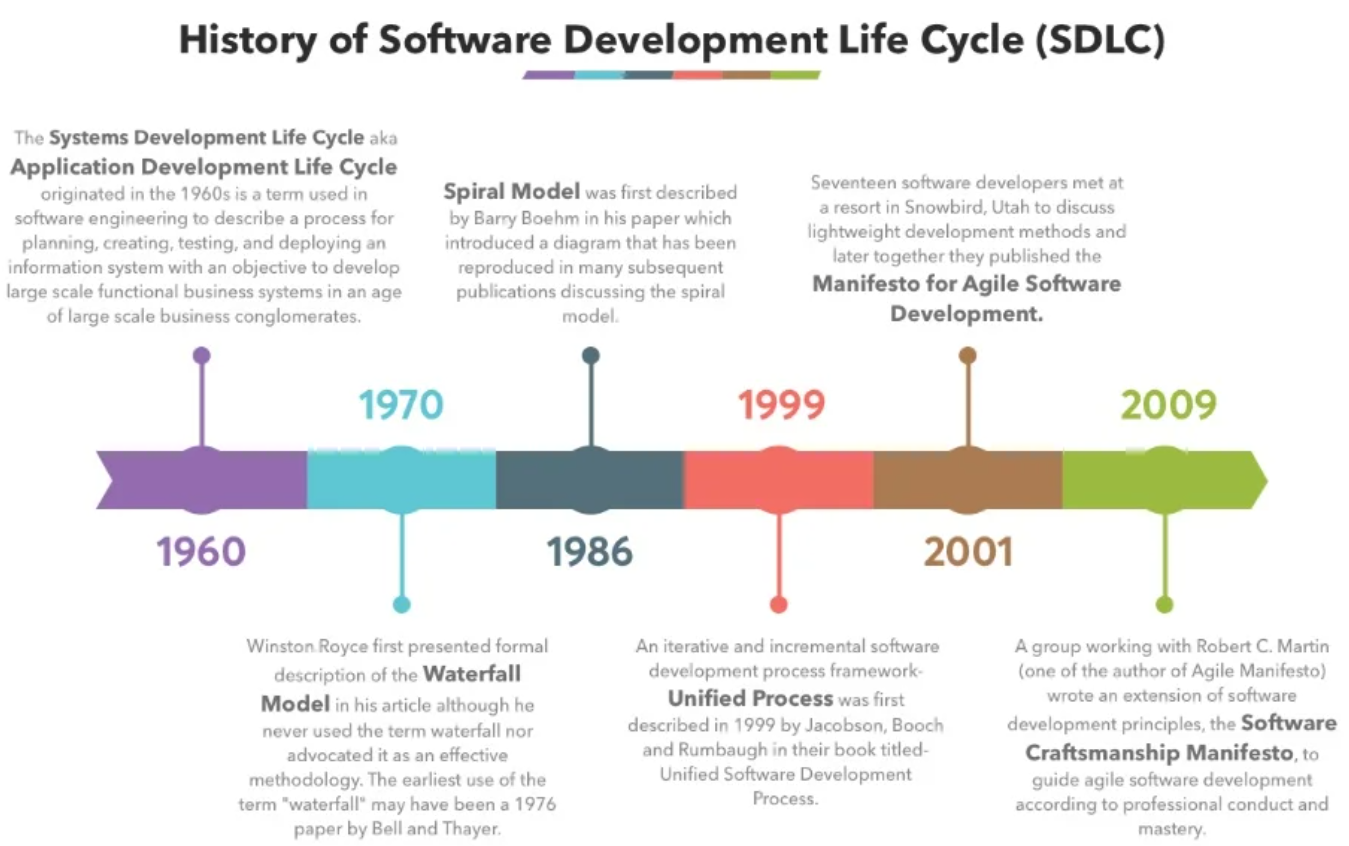 History of Software Development Life Cycle (SDLC)
The Systems Development Life Cycle aka
Application Development Life Cycle
originated in the 1960s is a term used in
software engineering to describe a process for
planning, creating, testing, and deploying an
information system with an objective to develop
large scale functional business systems in an age
of large scale business conglomerates.
Spiral Model was first described
by Barry Boehm in his paper which
introduced a diagram that has been
reproduced in many subsequent
publications discussing the spiral
model.
Seventeen software developers met at
a resort in Snowbird, Utah to discuss
lightweight development methods and
later together they published the
Manifesto for Agile Software
Development.
1970
1999
2009
1960
1986
2001
Winston Royce first presented formal
description of the Waterfall
Model in his article although he
never used the term waterfall nor
advocated it as an effective
methodology. The earliest use of the
term "waterfall" may have been a 1976
paper by Bell and Thayer.
An iterative and incremental software
development process framework-
Unified Process was first
described in 1999 by Jacobson, Booch
and Rumbaugh in their book titled-
Unified Software Development
Process.
A group working with Robert C. Martin
(one of the author of Agile Manifesto)
wrote an extension of software
development principles, the Software
Craftsmanship Manifesto, to
guide agile software development
according to professional conduct and
mastery.